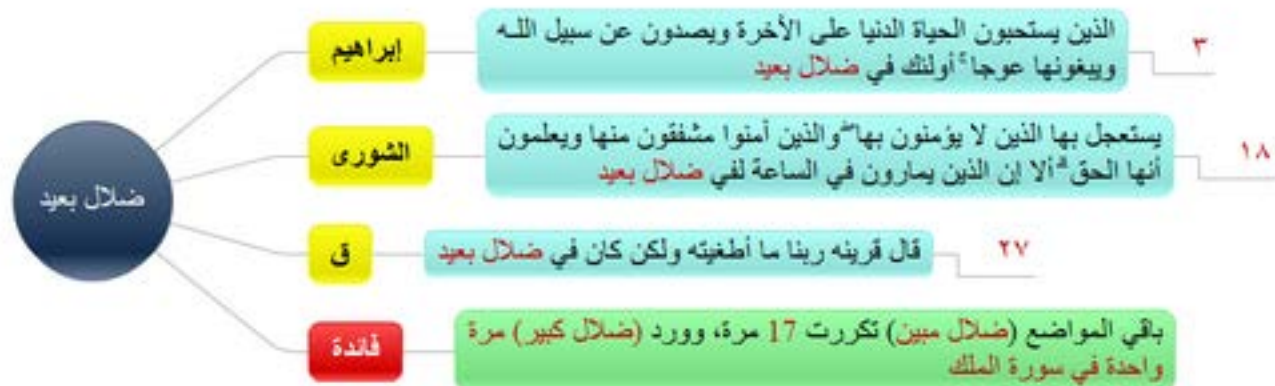 ضلال بعيد
إبراهيم
الذين يستحبون الحياة الدنيا على الأخرة ويصدون عن سبيل اللـه
ويبغونها عوجا ۚ أولئك في ضلال بعيد
٣
الشورى
يستعجل بها الذين لا يؤمنون بها ۖ والذين أمنوا مشفقون منها ويعلمون
أنها الحق ۗ ألا إن الذين يمارون في الساعة لفي ضلال بعيد
١٨
ق
قال قرينه ربنا ما أطغيته ولكن كان في ضلال بعيد
٢٧
فائدة
باقي المواضع (ضلال مبين) تكررت 17 مرة، وورد (ضلال كبير) مرة
واحدة في سورة الملك